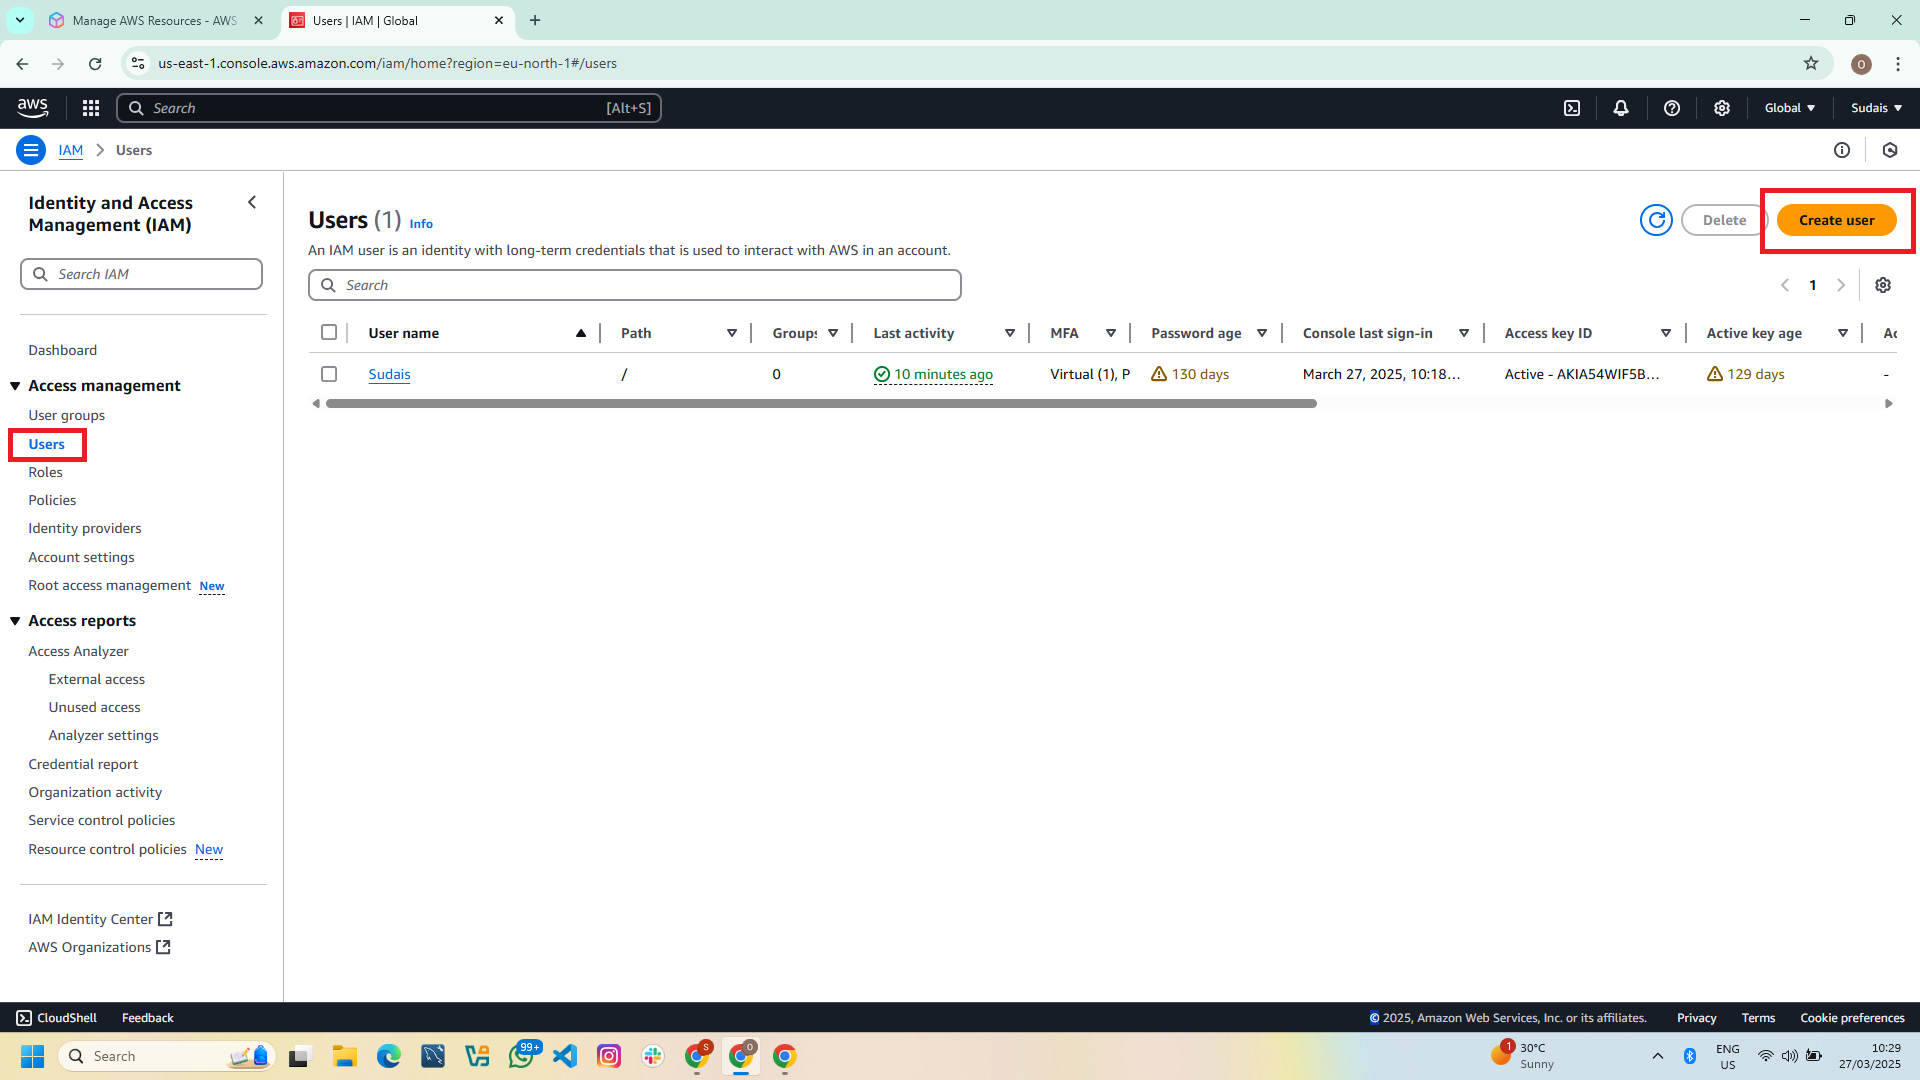 Manage AWS Resources - AWS
Users | IAM | Global
us-east-1.console.aws.amazon.com/iam/home?region=eu-north-1#/users
O
aws
Search [Alt+S]
Global
Sudais
IAM > Users
Identity and Access
Management (IAM)
Search IAM
Dashboard
Access management
User groups
Users
Roles
Policies
Identity providers
Account settings
Root access management New
Access reports
Access Analyzer
External access
Unused access
Analyzer settings
Credential report
Organization activity
Service control policies
Resource control policies New
IAM Identity Center
AWS Organizations
Users (1) Info
An IAM user is an identity with long-term credentials that is used to interact with AWS in an account.
Delete
Create user
Search
1
User name Path Groups Last activity MFA Password age Console last sign-in Access key ID Active key age Ac
Sudais / 0 10 minutes ago Virtual (1), P 130 days March 27, 2025, 10:18... Active - AKIA54WIF5B... 129 days -
CloudShell Feedback
© 2025, Amazon Web Services, Inc. or its affiliates. Privacy Terms Cookie preferences
Search
99+
S
O
1
30°C
Sunny
ENG
US
10:29
27/03/2025